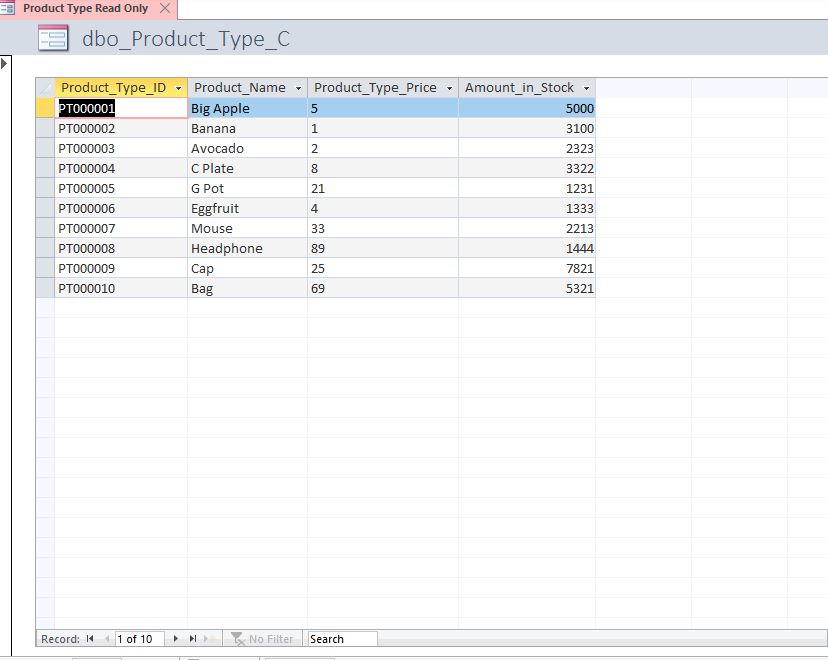 Product Type Read Only
dbo_Product_Type_C
Product_Type_ID Product_Name Product_Type_Price Amount_in_Stock
PT000001 Big Apple 5 5000
PT000002 Banana 1 3100
PT000003 Avocado 2 2323
PT000004 C Plate 8 3322
PT000005 G Pot 21 1231
PT000006 Eggfruit 4 1333
PT000007 Mouse 33 2213
PT000008 Headphone 89 1444
PT000009 Cap 25 7821
PT000010 Bag 69 5321
Record: 1 of 10 No Filter Search